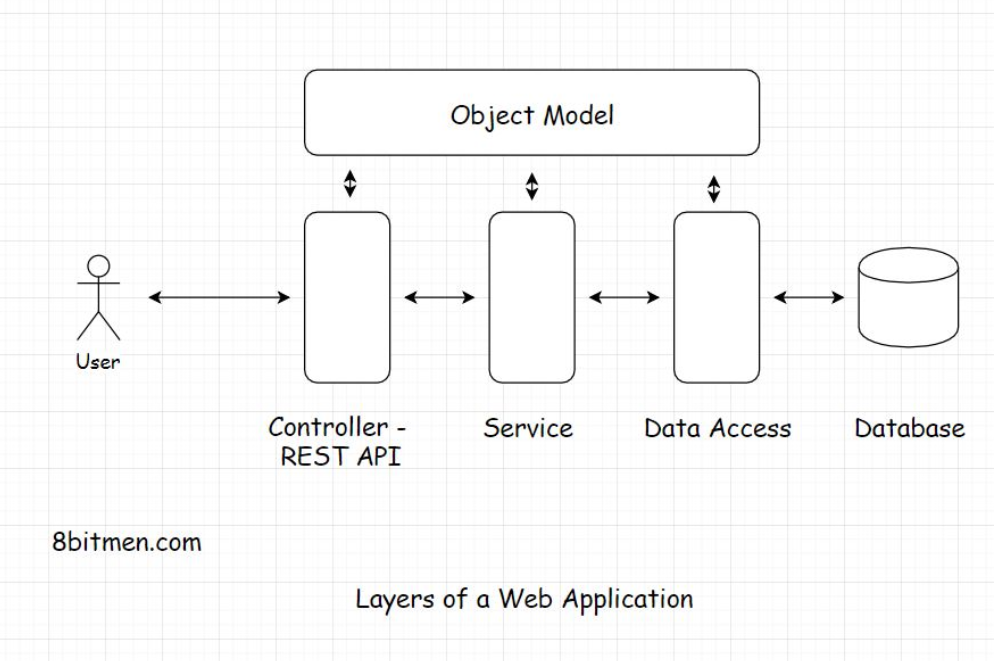 Object Model
User
Controller -
REST API
Service
Data Access
Database
8bitmen.com
Layers of a Web Application